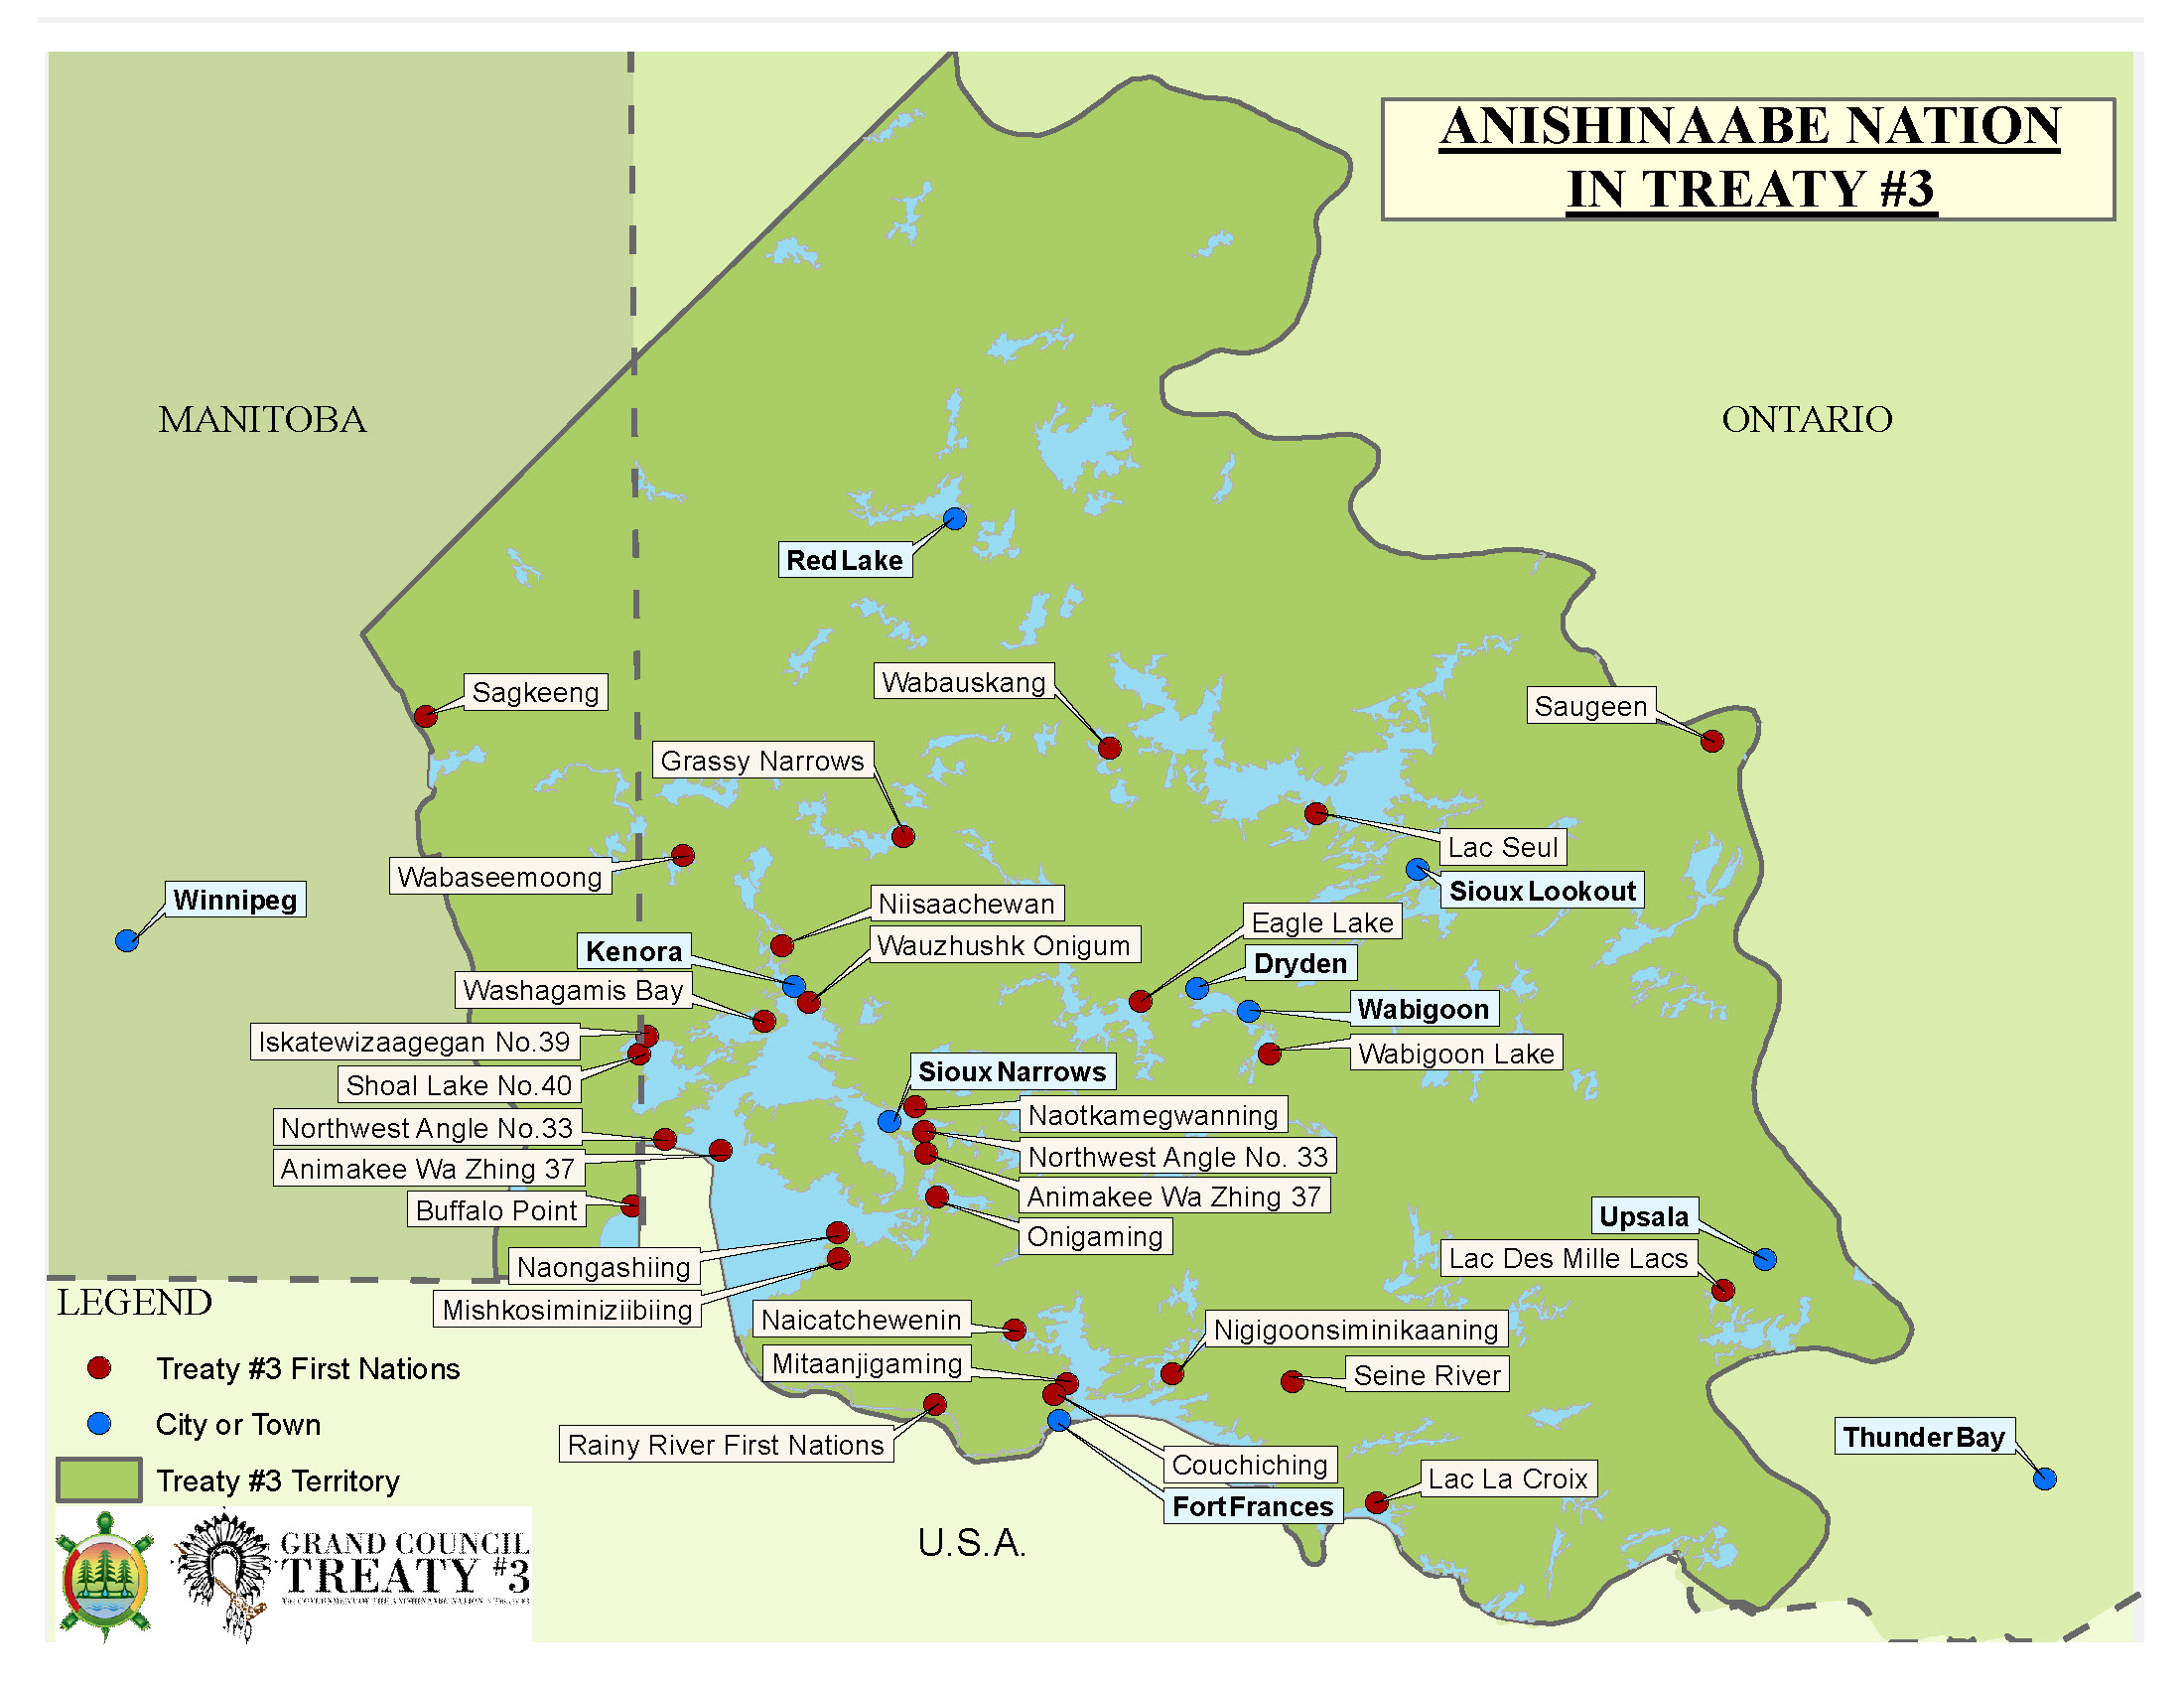 ANISHINAABE NATION
IN TREATY #3
MANITOBA
ONTARIO
Red Lake
Sagkeeng
Wabauskang
Saugeen
Grassy Narrows
Lac Seul
Wabaseemoong
Sioux Lookout
Winnipeg
Niisaachewan
Eagle Lake
Kenora
Wauzhushk Onigum
Dryden
Washagamis Bay
Wabigoon
Iskatewizaagegan No.39
Wabigoon Lake
Sioux Narrows
Shoal Lake No.40
Naotkamegwanning
Northwest Angle No.33
Northwest Angle No. 33
Animakee Wa Zhing 37
Animakee Wa Zhing 37
Buffalo Point
Upsala
Onigaming
Lac Des Mille Lacs
Naongashiing
Mishkosiminiziibiing
Naicatchewenin
Nigigoonsiminikaaning
Mitaanjigaming
Seine River
Rainy River First Nations
Thunder Bay
Couchiching
Lac La Croix
Fort Frances
U.S.A.
LEGEND
Treaty #3 First Nations
City or Town
Treaty #3 Territory
GRAND COUNCIL
TREATY #3